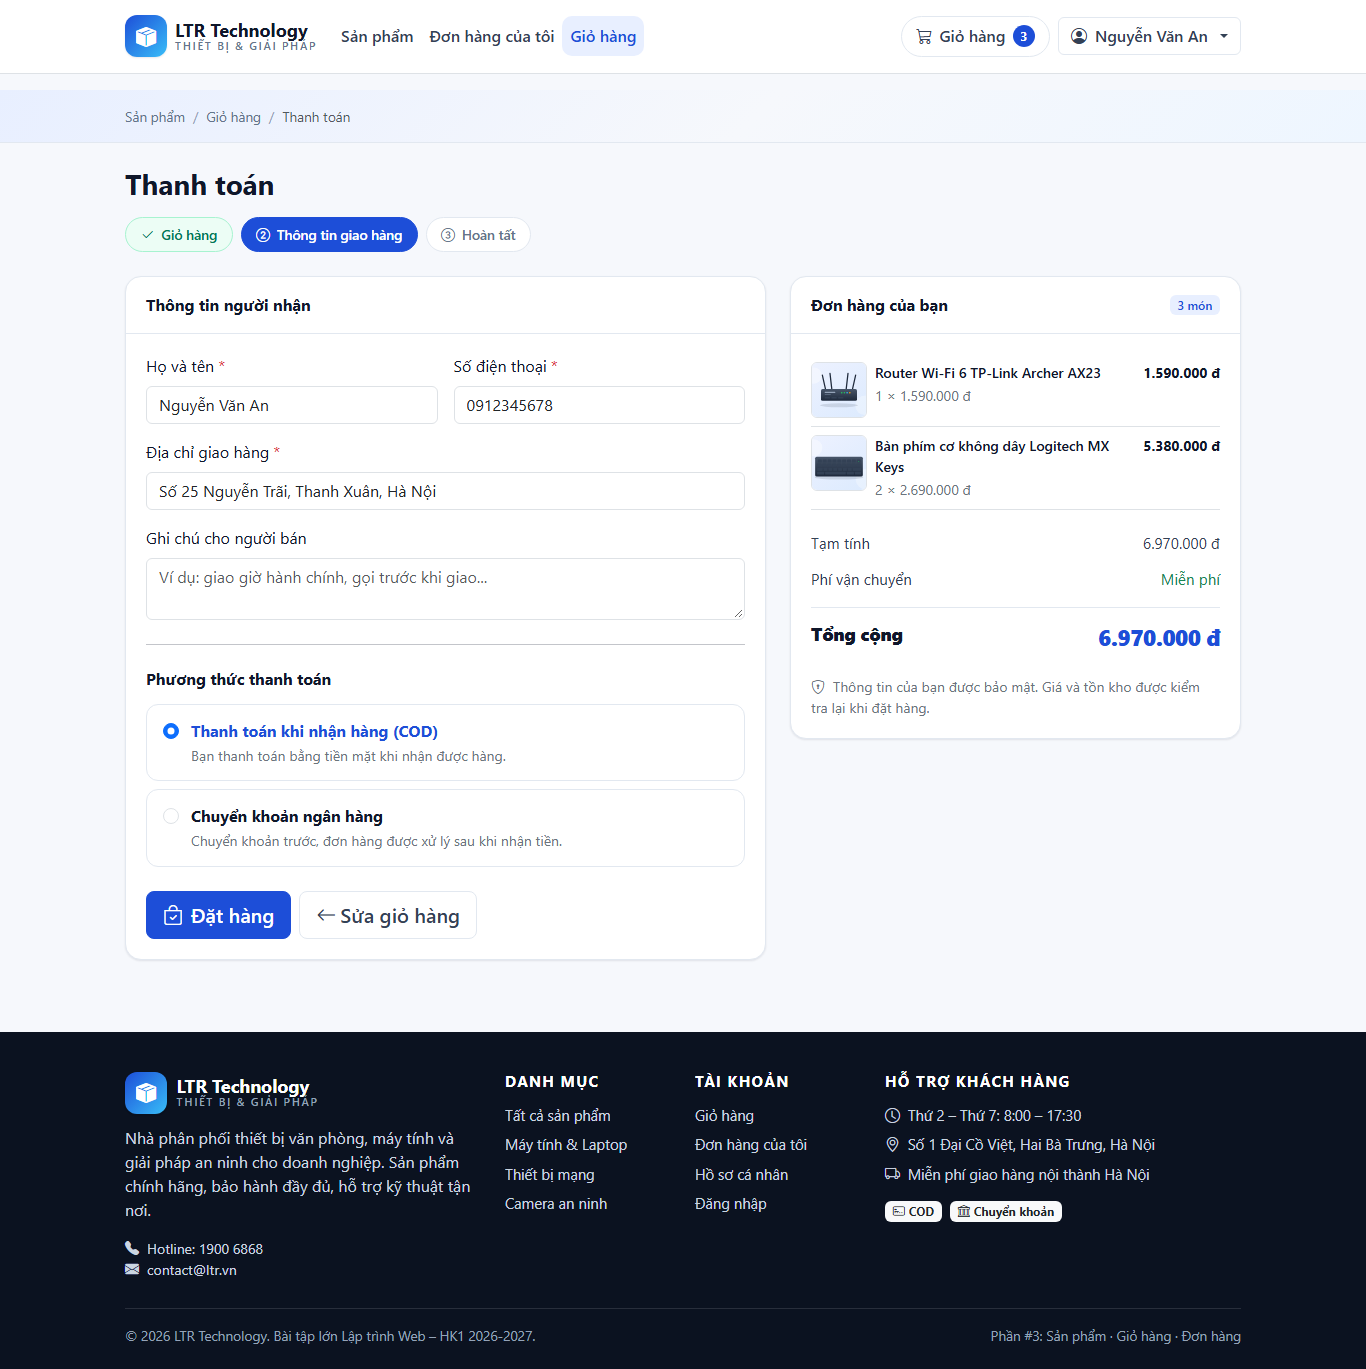 LTR Technology
THIẾT BỊ & GIẢI PHÁP
Sản phẩm
Đơn hàng của tôi
Giỏ hàng
Giỏ hàng 3
Nguyễn Văn An
Sản phẩm / Giỏ hàng / Thanh toán
Thanh toán
Giỏ hàng
2 Thông tin giao hàng
3 Hoàn tất
Thông tin người nhận
Họ và tên *
Số điện thoại *
Nguyễn Văn An
0912345678
Địa chỉ giao hàng *
Số 25 Nguyễn Trãi, Thanh Xuân, Hà Nội
Ghi chú cho người bán
Ví dụ: giao giờ hành chính, gọi trước khi giao...
Phương thức thanh toán
Thanh toán khi nhận hàng (COD)
Bạn thanh toán bằng tiền mặt khi nhận được hàng.
Chuyển khoản ngân hàng
Chuyển khoản trước, đơn hàng được xử lý sau khi nhận tiền.
Đặt hàng
Sửa giỏ hàng
Đơn hàng của bạn
3 món
Router Wi-Fi 6 TP-Link Archer AX23
1.590.000 đ
1 × 1.590.000 đ
Bàn phím cơ không dây Logitech MX
Keys
5.380.000 đ
2 × 2.690.000 đ
Tạm tính
6.970.000 đ
Phí vận chuyển
Miễn phí
Tổng cộng
6.970.000 đ
Thông tin của bạn được bảo mật. Giá và tồn kho được kiểm
tra lại khi đặt hàng.
LTR Technology
THIẾT BỊ & GIẢI PHÁP
Nhà phân phối thiết bị văn phòng, máy tính và
giải pháp an ninh cho doanh nghiệp. Sản phẩm
chính hãng, bảo hành đầy đủ, hỗ trợ kỹ thuật tận
nơi.
Hotline: 1900 6868
contact@ltr.vn
DANH MỤC
Tất cả sản phẩm
Máy tính & Laptop
Thiết bị mạng
Camera an ninh
TÀI KHOẢN
Giỏ hàng
Đơn hàng của tôi
Hồ sơ cá nhân
Đăng nhập
HỖ TRỢ KHÁCH HÀNG
Thứ 2 – Thứ 7: 8:00 – 17:30
Số 1 Đại Cồ Việt, Hai Bà Trưng, Hà Nội
Miễn phí giao hàng nội thành Hà Nội
COD
Chuyển khoản
© 2026 LTR Technology. Bài tập lớn Lập trình Web – HK1 2026-2027.
Phần #3: Sản phẩm · Giỏ hàng · Đơn hàng